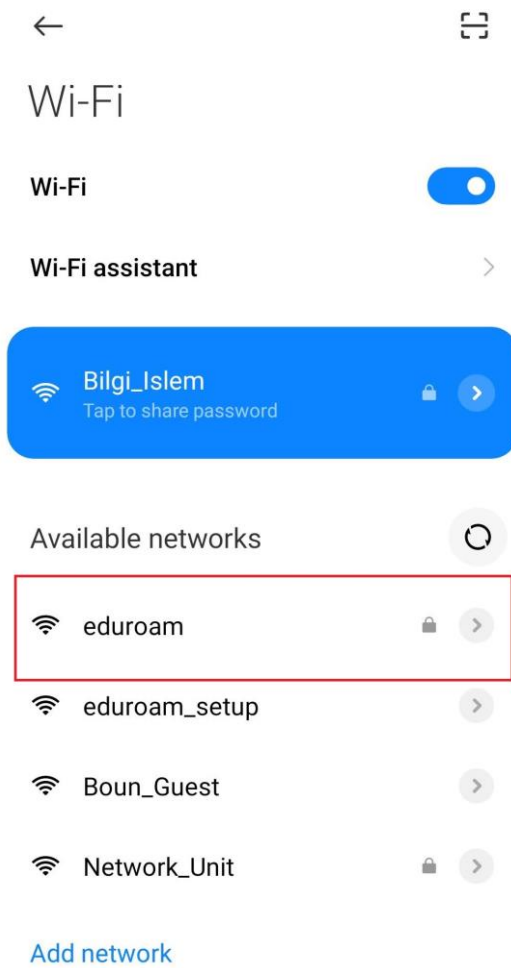 Wi-Fi
Wi-Fi
Wi-Fi assistant
Bilgi_Islem
Tap to share password
Available networks
eduroam
eduroam_setup
Boun_Guest
Network_Unit
Add network